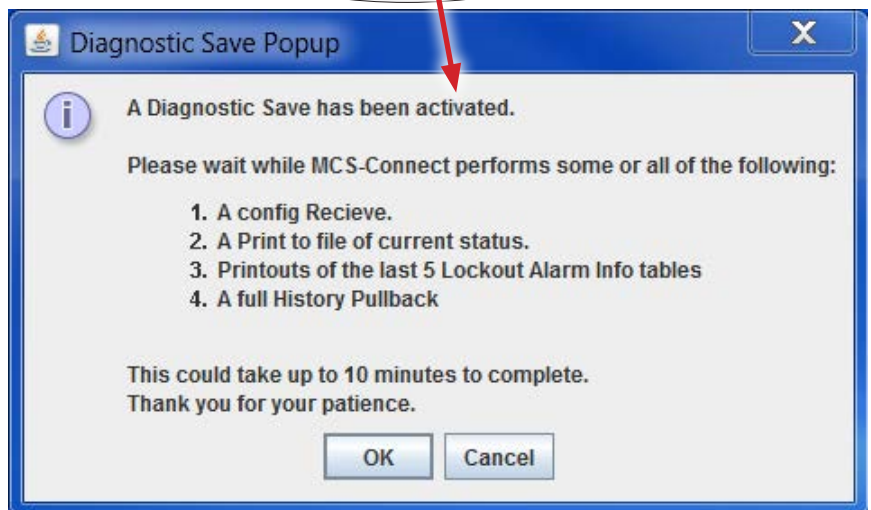 Diagnostic Save Popup
X
i
A Diagnostic Save has been activated.
Please wait while MCS-Connect performs some or all of the following:
1. A config Recieve.
2. A Print to file of current status.
3. Printouts of the last 5 Lockout Alarm Info tables
4. A full History Pullback
This could take up to 10 minutes to complete.
Thank you for your patience.
OK Cancel